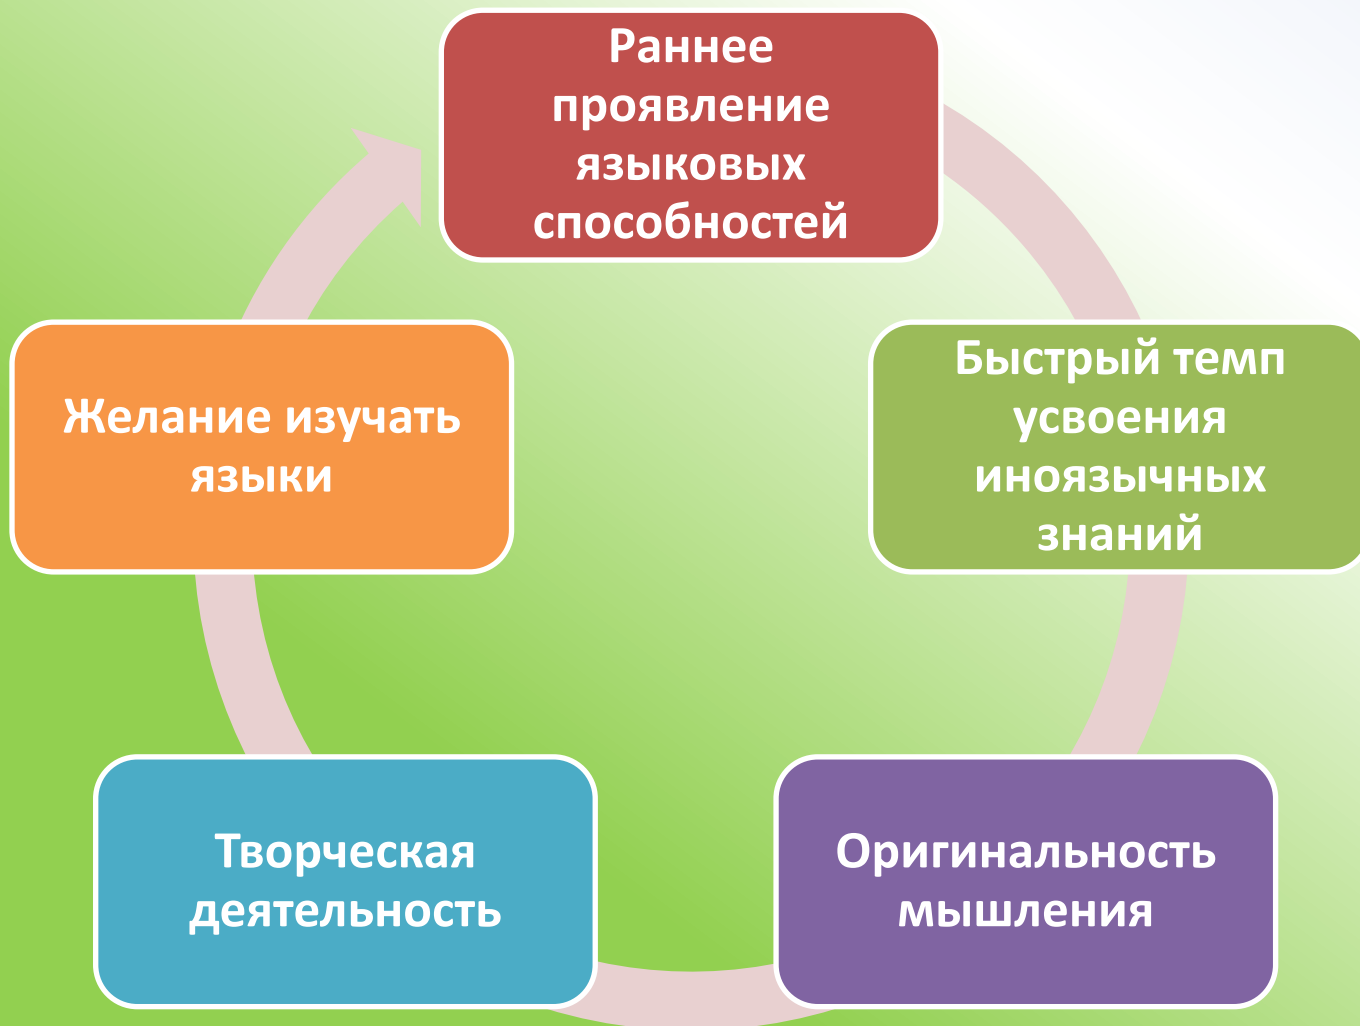 Раннее
проявление
языковых
способностей
Быстрый темп
усвоения
иноязычных
знаний
Оригинальность
мышления
Творческая
деятельность
Желание изучать
языки